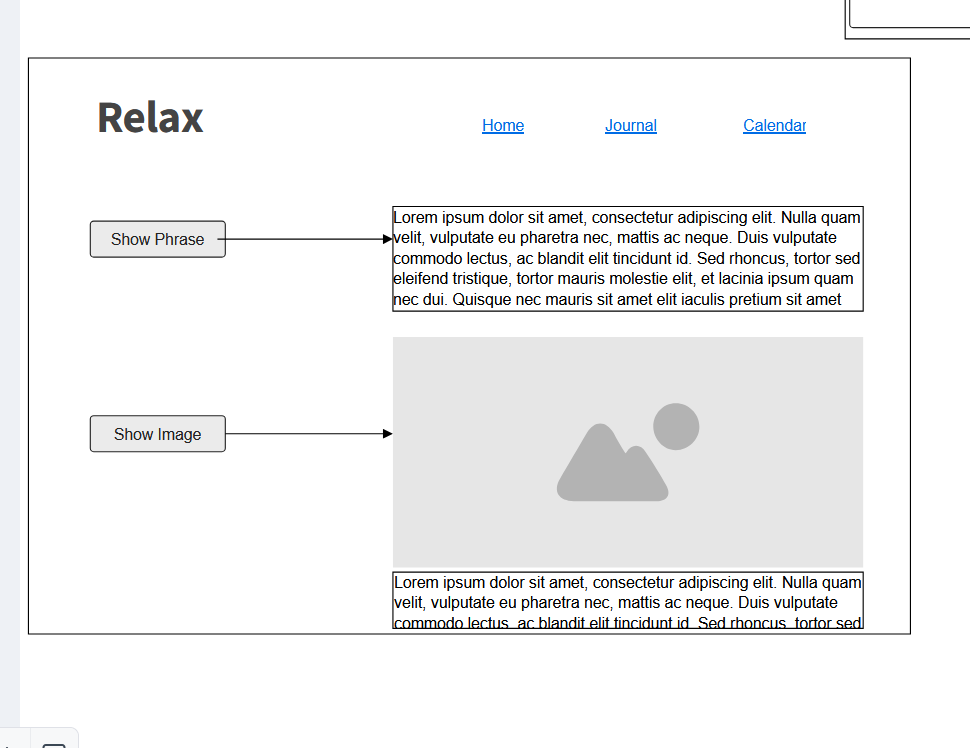 Relax
Home
Journal
Calendar
Show Phrase
Lorem ipsum dolor sit amet, consectetur adipiscing elit. Nulla quam
velit, vulputate eu pharetra nec, mattis ac neque. Duis vulputate
commodo lectus, ac blandit elit tincidunt id. Sed rhoncus, tortor sed
eleifend tristique, tortor mauris molestie elit, et lacinia ipsum quam
nec dui. Quisque nec mauris sit amet elit iaculis pretium sit amet
Show Image
Lorem ipsum dolor sit amet, consectetur adipiscing elit. Nulla quam
velit, vulputate eu pharetra nec, mattis ac neque. Duis vulputate
commodo lectus, ac blandit elit tincidunt id. Sed rhoncus, tortor sed